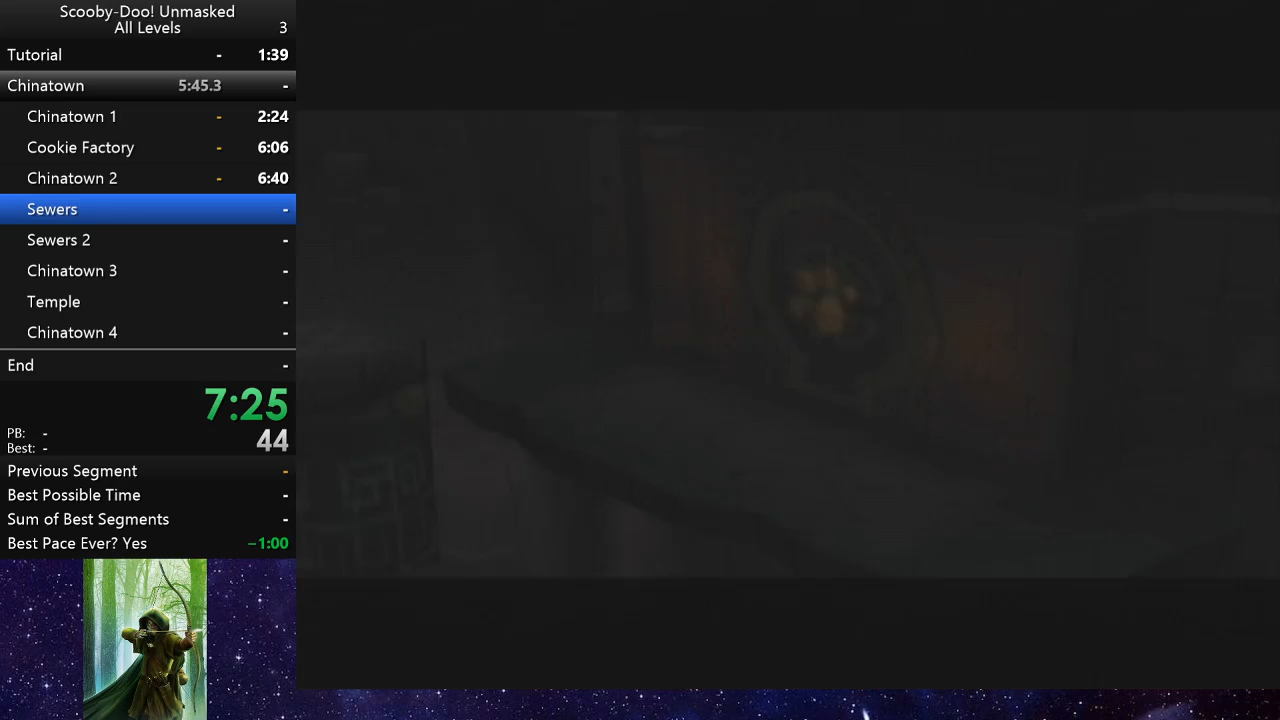 Scooby-Doo! Unmasked
All Levels 3
Tutorial - 1:39
Chinatown 5:45.3 -
Chinatown 1 - 2:24
Cookie Factory - 6:06
Chinatown 2 - 6:40
Sewers -
Sewers 2 -
Chinatown 3 -
Temple -
Chinatown 4 -
End -
7:25
PB: - 44
Best: -
Previous Segment -
Best Possible Time -
Sum of Best Segments -
Best Pace Ever? Yes −1:00